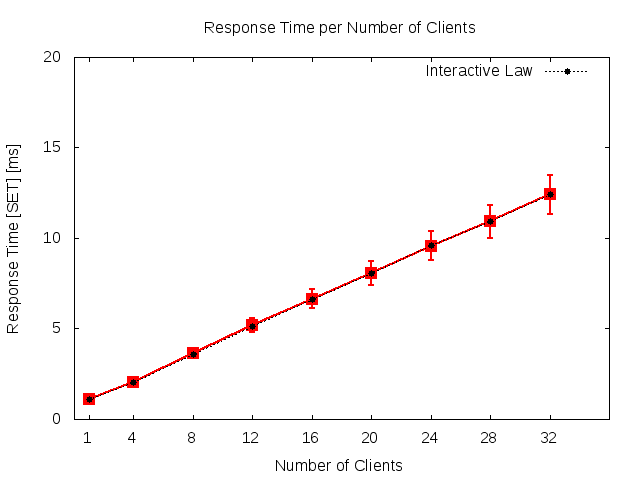 Response Time per Number of Clients
Interactive Law
Response Time [SET] [ms]
20
15
10
5
0
1 4 8 12 16 20 24 28 32
Number of Clients